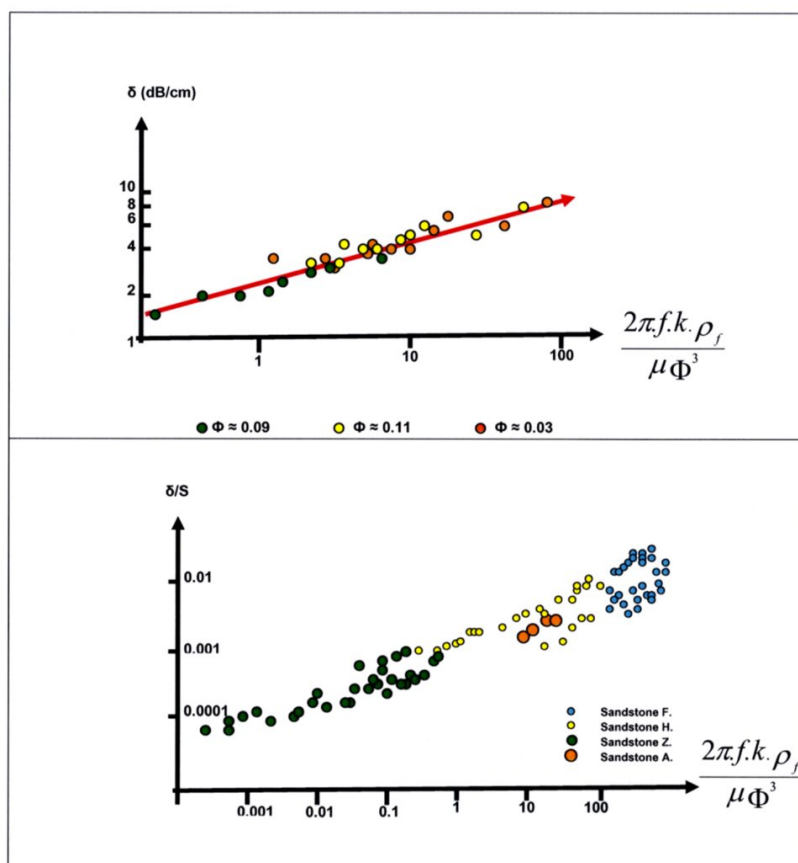 δ (dB/cm)
10
8
6
4
2
1
1 10 100
2π.f.k.ρ_f
μΦ³
Φ ≈ 0.09 Φ ≈ 0.11 Φ ≈ 0.03
δ/S
0.01
0.001
0.0001
Sandstone F.
Sandstone H.
Sandstone Z.
Sandstone A.
0.001 0.01 0.1 1 10 100
2π.f.k.ρ_f
μΦ³